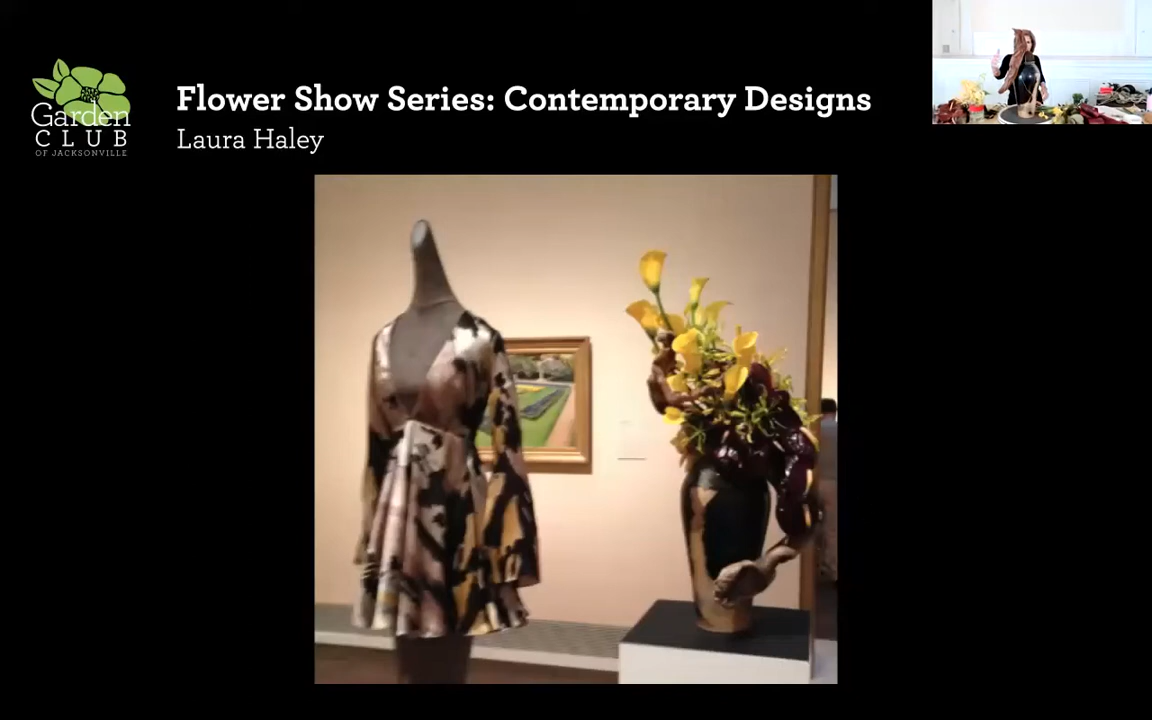 Garden
CLUB
OF JACKSONVILLE
Flower Show Series: Contemporary Designs
Laura Haley